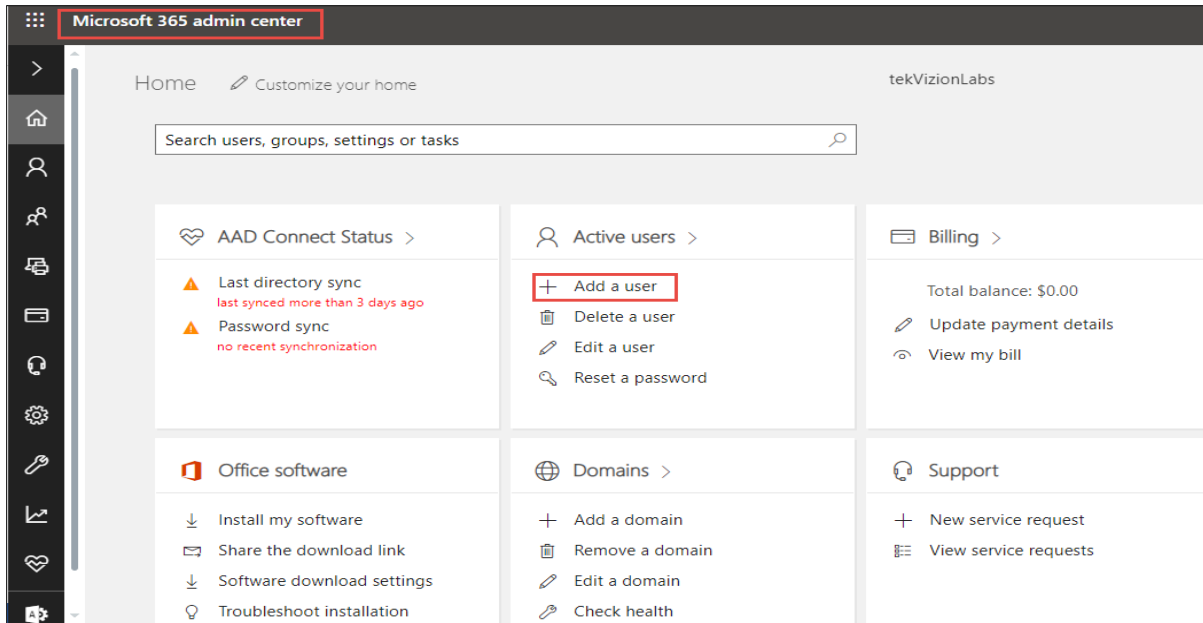 Microsoft 365 admin center
Home
Customize your home
tekVizionLabs
Search users, groups, settings or tasks
AAD Connect Status
Last directory sync
last synced more than 3 days ago
Password sync
no recent synchronization
Active users
Add a user
Delete a user
Edit a user
Reset a password
Billing
Total balance: $0.00
Update payment details
View my bill
Office software
Install my software
Share the download link
Software download settings
Troubleshoot installation
Domains
Add a domain
Remove a domain
Edit a domain
Check health
Support
New service request
View service requests